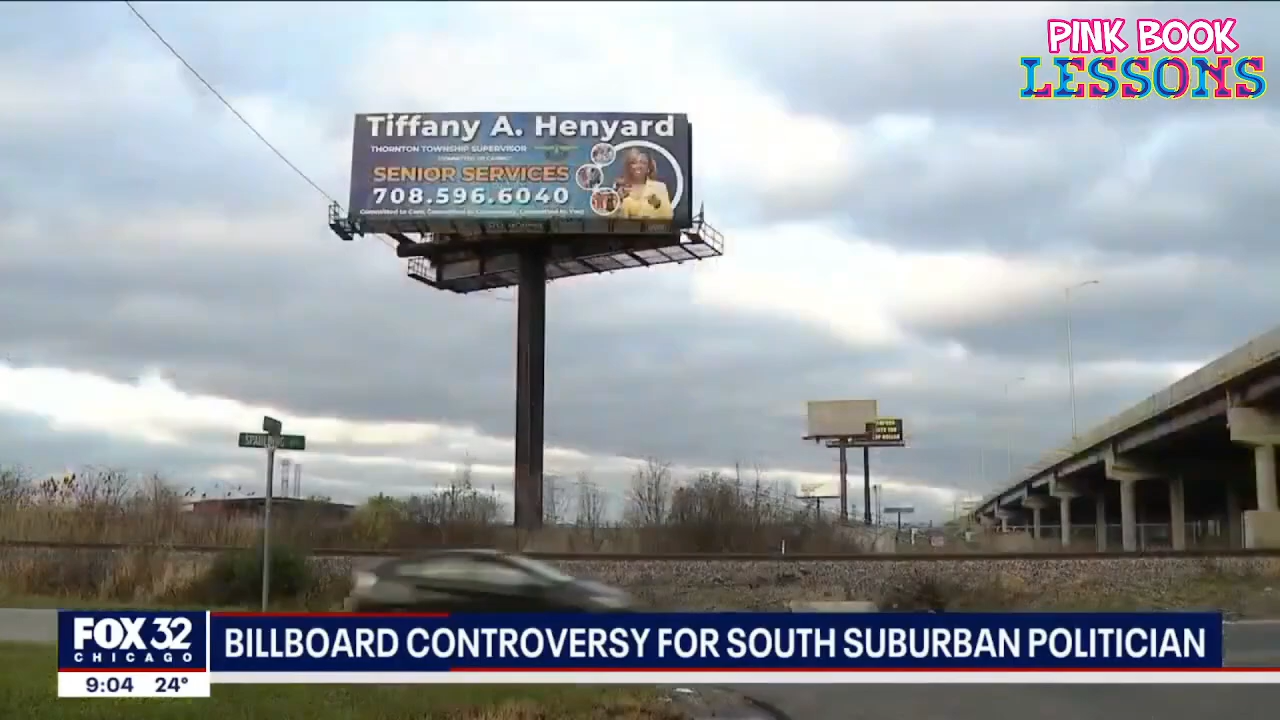 PINK BOOK
LESSONS
Tiffany A. Henyard
THORNTON TOWNSHIP SUPERVISOR
SENIOR SERVICES
708.596.6040
FOX 32
CHICAGO
9:04 24°
BILLBOARD CONTROVERSY FOR SOUTH SUBURBAN POLITICIAN